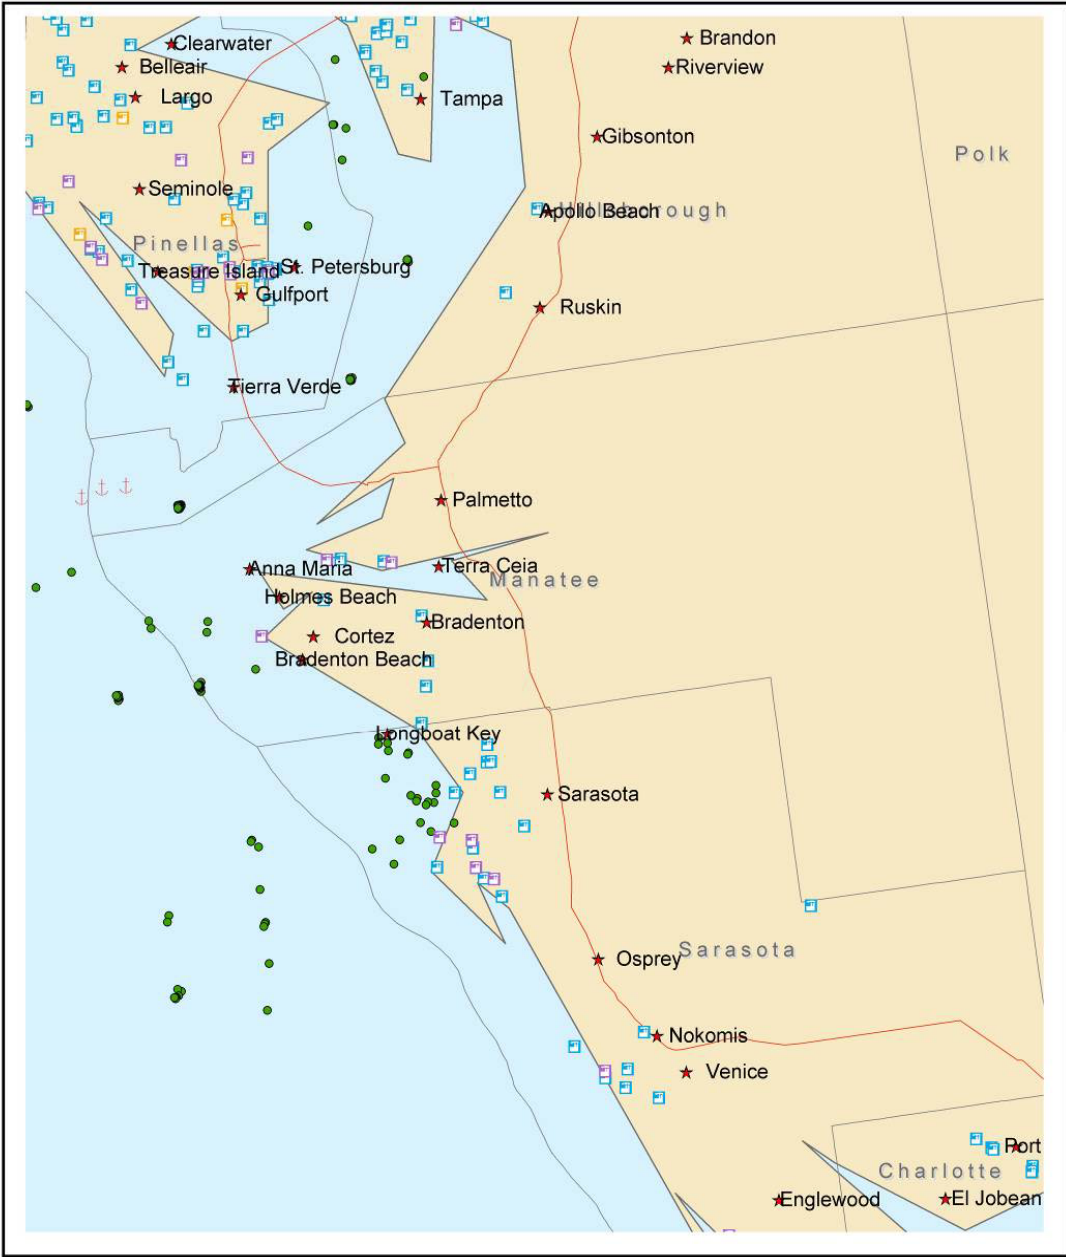 Clearwater
Brandon
Belleair
Riverview
Largo
Tampa
Gibsonton
Polk
Seminole
Apollo Beach
Hillsborough
Pinellas
Treasure Island
St. Petersburg
Gulfport
Ruskin
Tierra Verde
Palmetto
Anna Maria
Terra Ceia
Manatee
Holmes Beach
Bradenton
Cortez
Bradenton Beach
Longboat Key
Sarasota
Osprey
Sarasota
Nokomis
Venice
Port
Charlotte
Englewood
El Jobean